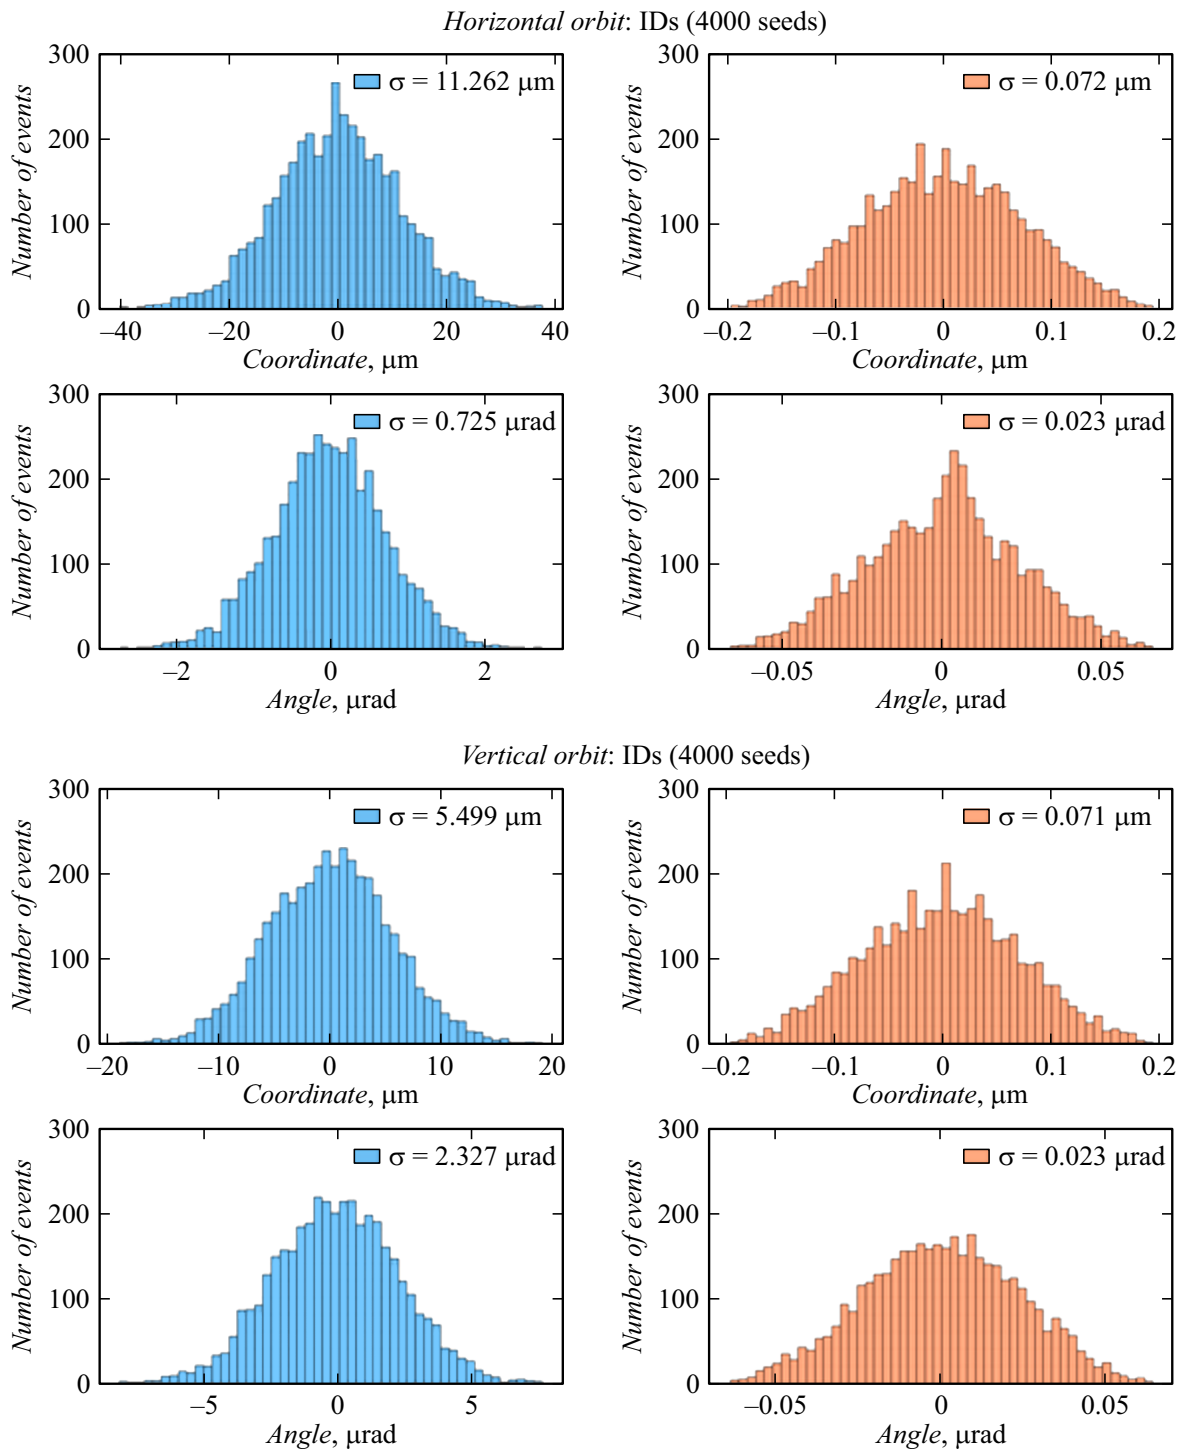 Horizontal orbit: IDs (4000 seeds)
300
200
100
0
Number of events
σ = 11.262 μm
–40 –20 0 20 40
Coordinate, μm
300
200
100
0
Number of events
σ = 0.072 μm
–0.2 –0.1 0 0.1 0.2
Coordinate, μm
300
200
100
0
Number of events
σ = 0.725 μrad
–2 0 2
Angle, μrad
300
200
100
0
Number of events
σ = 0.023 μrad
–0.05 0 0.05
Angle, μrad
Vertical orbit: IDs (4000 seeds)
300
200
100
0
Number of events
σ = 5.499 μm
–20 –10 0 10 20
Coordinate, μm
300
200
100
0
Number of events
σ = 0.071 μm
–0.2 –0.1 0 0.1 0.2
Coordinate, μm
300
200
100
0
Number of events
σ = 2.327 μrad
–5 0 5
Angle, μrad
300
200
100
0
Number of events
σ = 0.023 μrad
–0.05 0 0.05
Angle, μrad